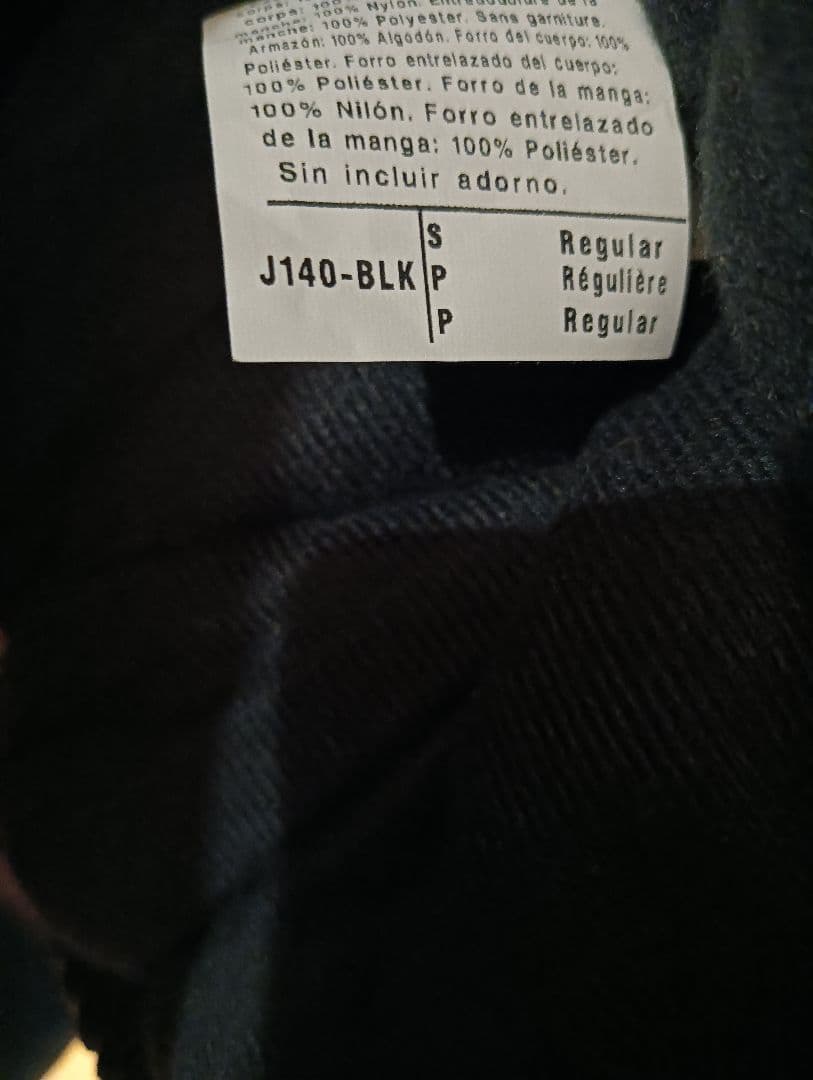 corps: 100% Nylon.
manche: 100% Polyester. Sans garniture.
Armazón: 100% Algodón. Forro del cuerpo: 100%
Poliéster. Forro entrelazado del cuerpo:
100% Poliéster. Forro de la manga:
100% Nilón. Forro entrelazado
de la manga: 100% Poliéster.
Sin incluir adorno.
S Regular
J140-BLK P Régulière
P Regular